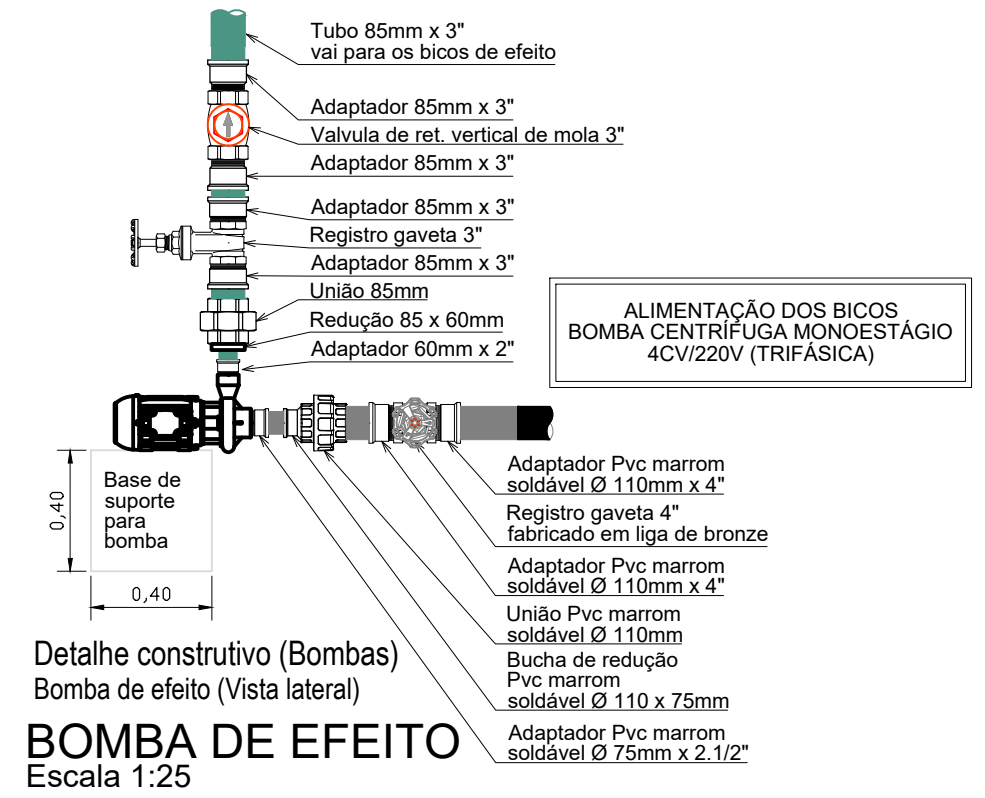 Tubo 85mm x 3"
vai para os bicos de efeito
Adaptador 85mm x 3"
Valvula de ret. vertical de mola 3"
Adaptador 85mm x 3"
Adaptador 85mm x 3"
Registro gaveta 3"
Adaptador 85mm x 3"
União 85mm
Redução 85 x 60mm
Adaptador 60mm x 2"
ALIMENTAÇÃO DOS BICOS
BOMBA CENTRÍFUGA MONOESTÁGIO
4CV/220V (TRIFÁSICA)
Adaptador Pvc marrom
soldável Ø 110mm x 4"
Registro gaveta 4"
fabricado em liga de bronze
Adaptador Pvc marrom
soldável Ø 110mm x 4"
União Pvc marrom
soldável Ø 110mm
Bucha de redução
Pvc marrom
soldável Ø 110 x 75mm
Adaptador Pvc marrom
soldável Ø 75mm x 2.1/2"
Base de
suporte
para
bomba
0,40
0,40
Detalhe construtivo (Bombas)
Bomba de efeito (Vista lateral)
BOMBA DE EFEITO
Escala 1:25